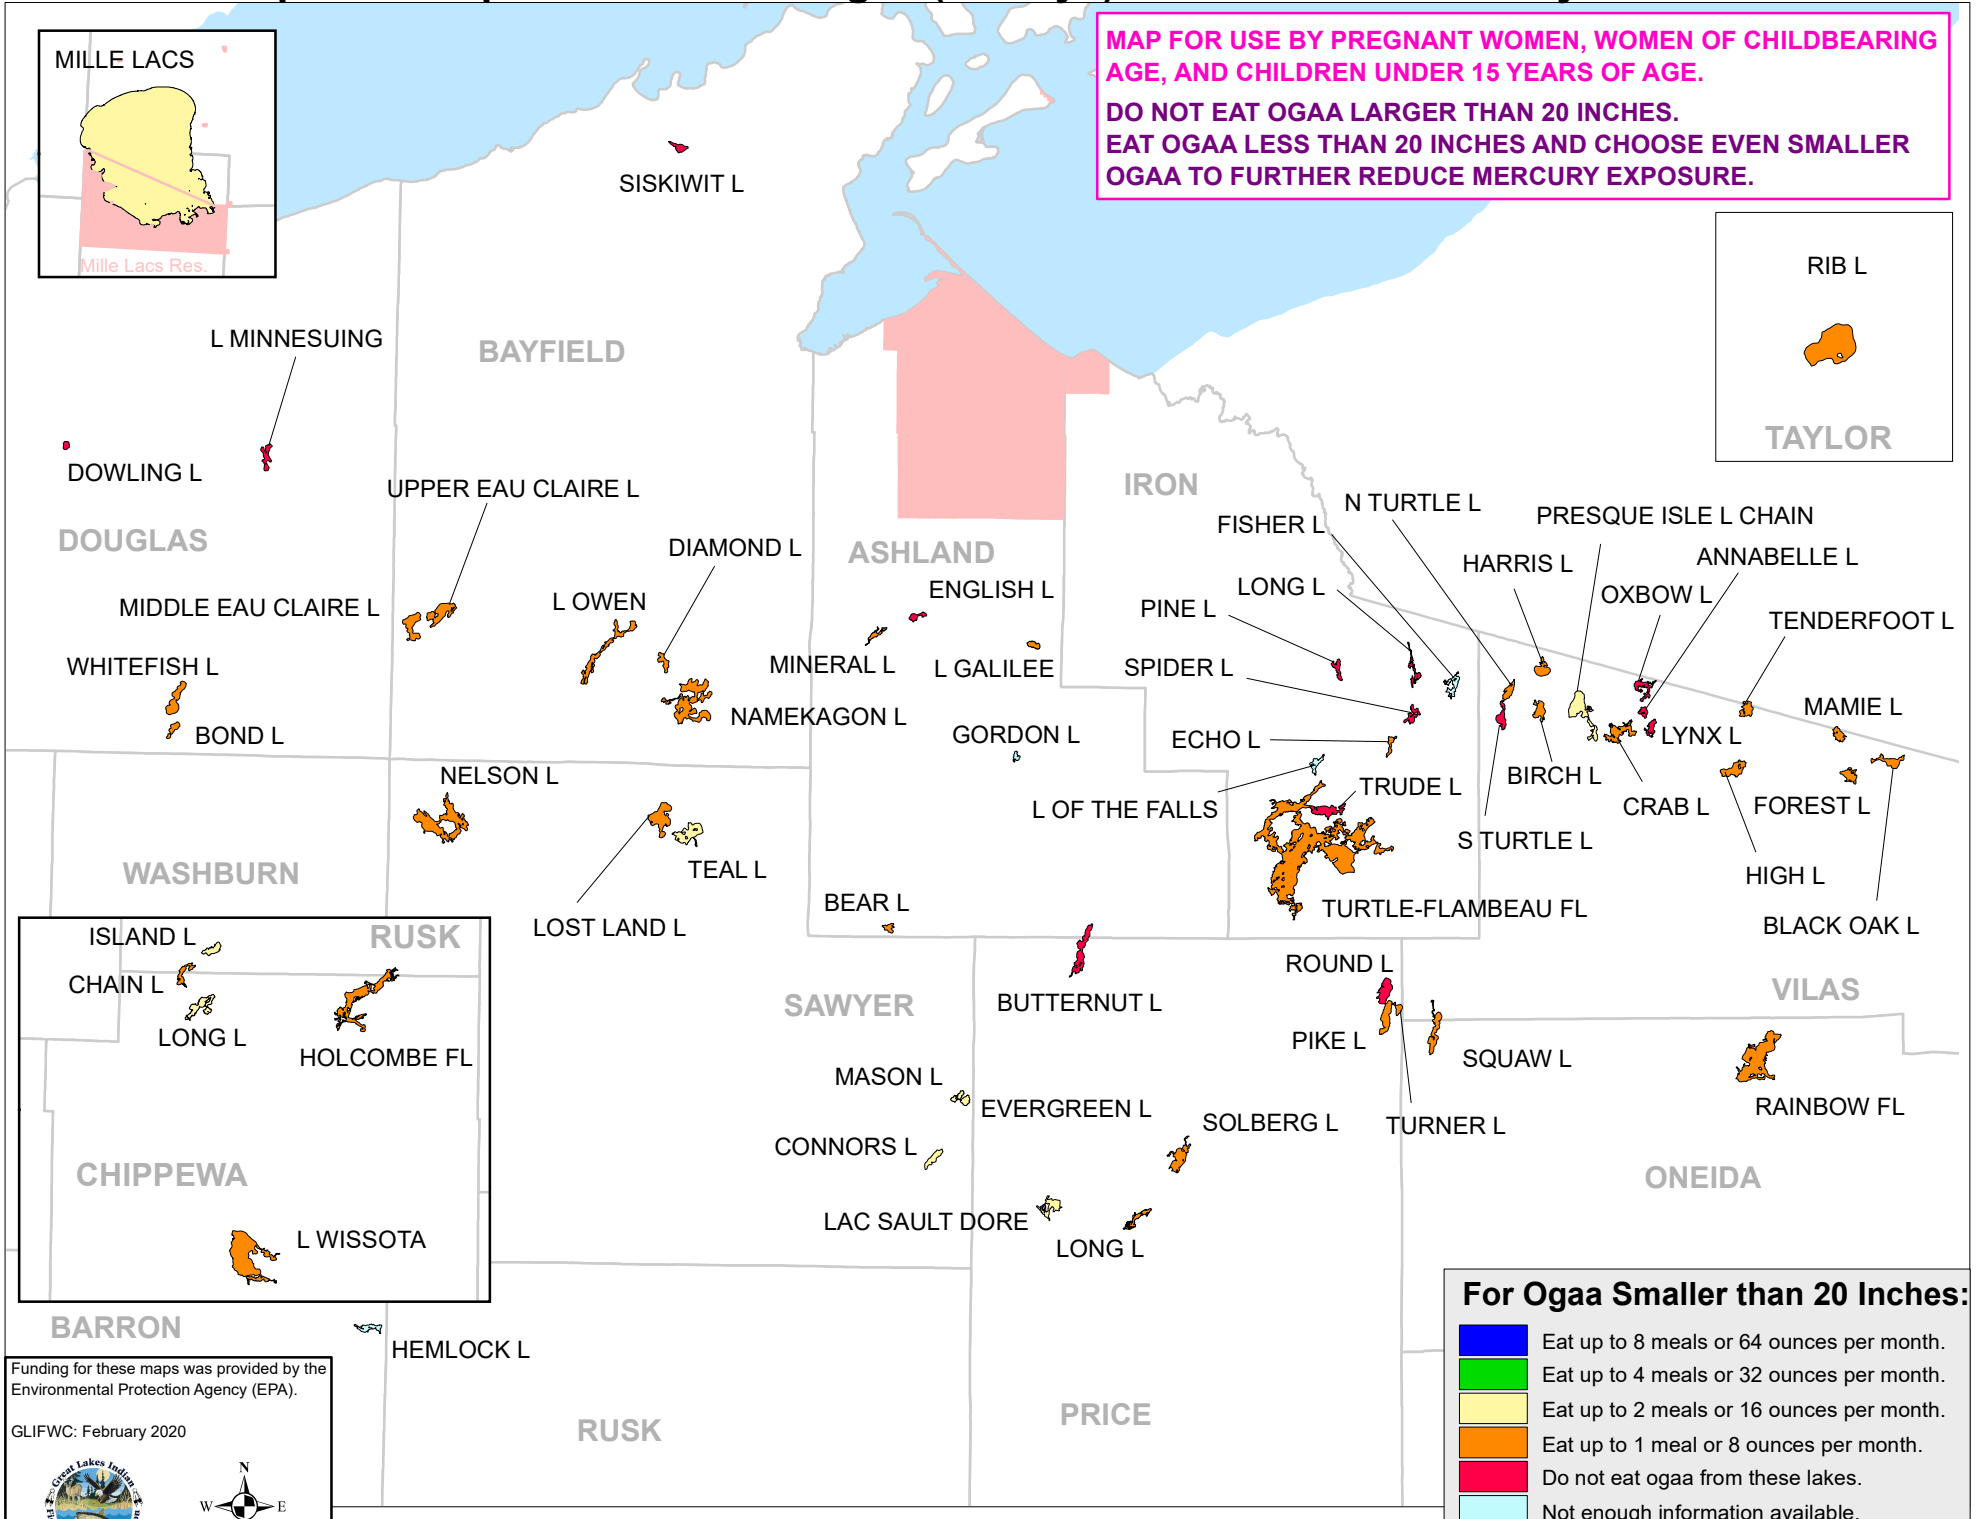 MAP FOR USE BY PREGNANT WOMEN, WOMEN OF CHILDBEARING
AGE, AND CHILDREN UNDER 15 YEARS OF AGE.
DO NOT EAT OGAA LARGER THAN 20 INCHES.
EAT OGAA LESS THAN 20 INCHES AND CHOOSE EVEN SMALLER
OGAA TO FURTHER REDUCE MERCURY EXPOSURE.
MILLE LACS
Mille Lacs Res.
SISKIWIT L
RIB L
TAYLOR
L MINNESUING
BAYFIELD
DOWLING L
UPPER EAU CLAIRE L
DOUGLAS
DIAMOND L
ASHLAND
IRON
N TURTLE L
FISHER L
PRESQUE ISLE L CHAIN
HARRIS L
ANNABELLE L
ENGLISH L
LONG L
OXBOW L
MIDDLE EAU CLAIRE L
L OWEN
PINE L
TENDERFOOT L
WHITEFISH L
MINERAL L
L GALILEE
SPIDER L
BOND L
NAMEKAGON L
GORDON L
ECHO L
LYNX L
MAMIE L
NELSON L
L OF THE FALLS
TRUDE L
BIRCH L
CRAB L
FOREST L
WASHBURN
TEAL L
S TURTLE L
HIGH L
LOST LAND L
BEAR L
TURTLE-FLAMBEAU FL
BLACK OAK L
ISLAND L
RUSK
CHAIN L
LONG L
HOLCOMBE FL
CHIPPEWA
L WISSOTA
SAWYER
BUTTERNUT L
ROUND L
VILAS
PIKE L
SQUAW L
MASON L
EVERGREEN L
SOLBERG L
TURNER L
RAINBOW FL
CONNORS L
ONEIDA
LAC SAULT DORE
LONG L
BARRON
HEMLOCK L
RUSK
PRICE
Funding for these maps was provided by the
Environmental Protection Agency (EPA).
GLIFWC: February 2020
Great Lakes Indian
N
W E
For Ogaa Smaller than 20 Inches:
Eat up to 8 meals or 64 ounces per month.
Eat up to 4 meals or 32 ounces per month.
Eat up to 2 meals or 16 ounces per month.
Eat up to 1 meal or 8 ounces per month.
Do not eat ogaa from these lakes.
Not enough information available.